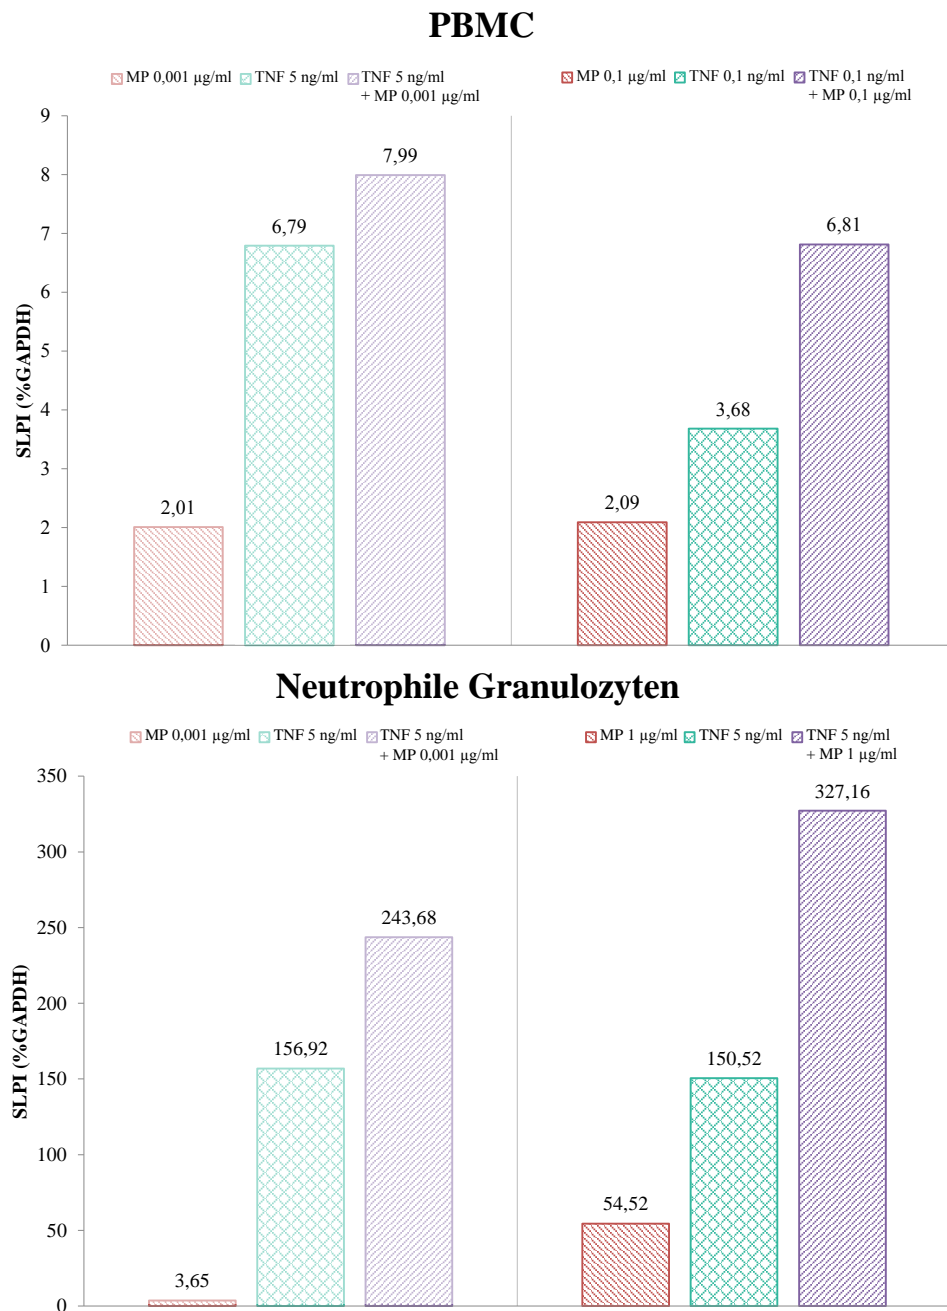 PBMC
MP 0,001 µg/ml TNF 5 ng/ml TNF 5 ng/ml
+ MP 0,001 µg/ml
MP 0,1 µg/ml TNF 0,1 ng/ml TNF 0,1 ng/ml
+ MP 0,1 µg/ml
SLPI (%GAPDH)
9
8
7
6
5
4
3
2
1
0
2,01
6,79
7,99
2,09
3,68
6,81
Neutrophile Granulozyten
MP 0,001 µg/ml TNF 5 ng/ml TNF 5 ng/ml
+ MP 0,001 µg/ml
MP 1 µg/ml TNF 5 ng/ml TNF 5 ng/ml
+ MP 1 µg/ml
SLPI (%GAPDH)
350
300
250
200
150
100
50
0
3,65
156,92
243,68
54,52
150,52
327,16